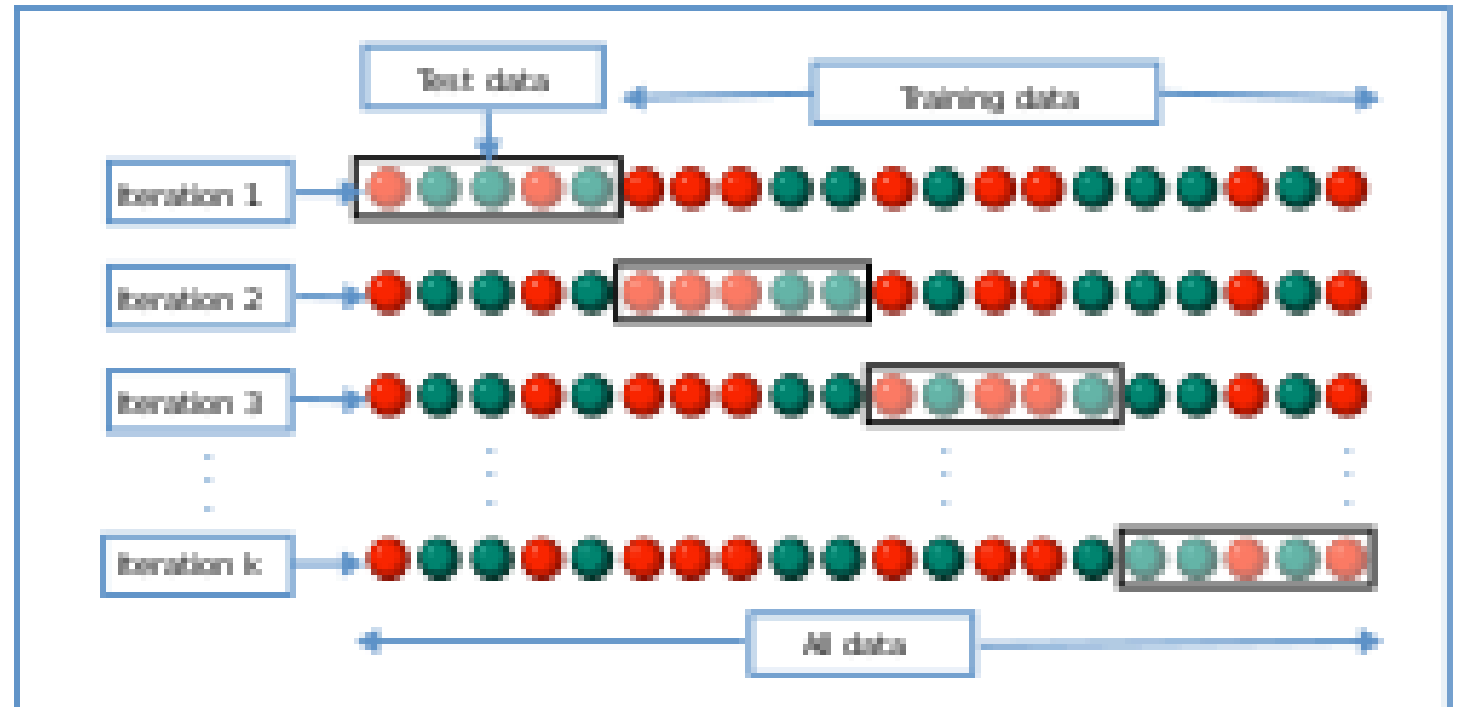 Test data
Training data
Iteration 1
Iteration 2
Iteration 3
Iteration k
All data